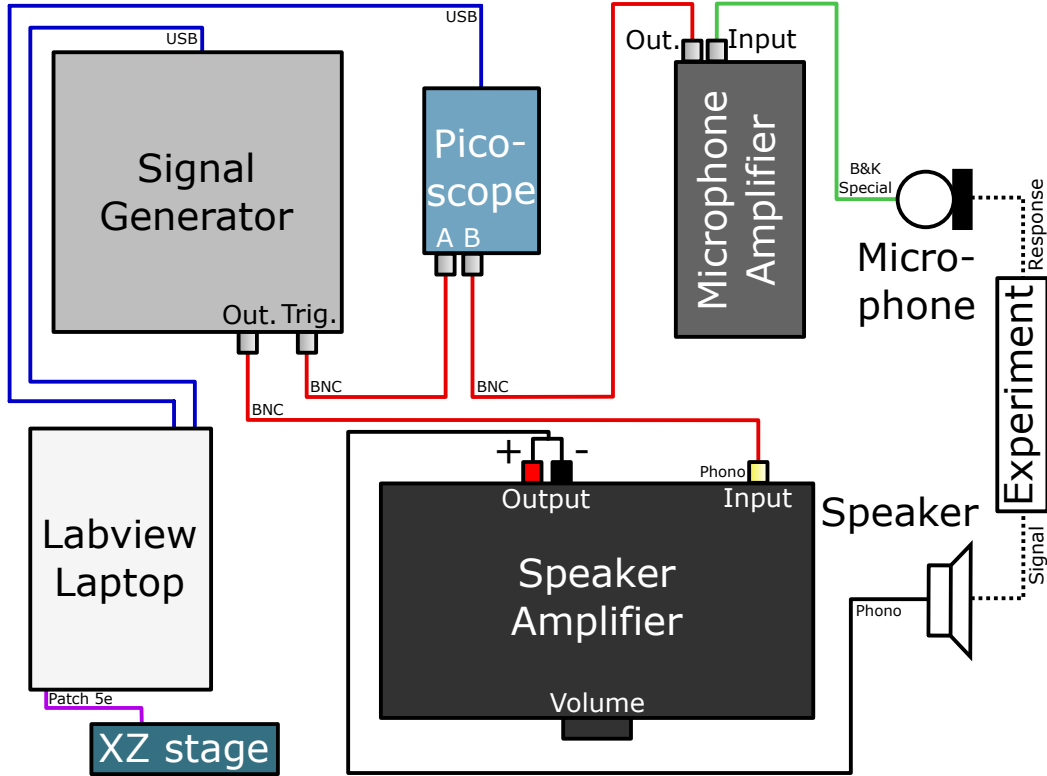 USB
USB
Out.
Input
Signal
Generator
Pico-
scope
A B
Microphone
Amplifier
B&K
Special
Micro-
phone
Response
Experiment
Signal
Out. Trig.
BNC
BNC
BNC
Labview
Laptop
Patch 5e
XZ stage
+ -
Output
Phono
Input
Speaker
Amplifier
Volume
Speaker
Phono